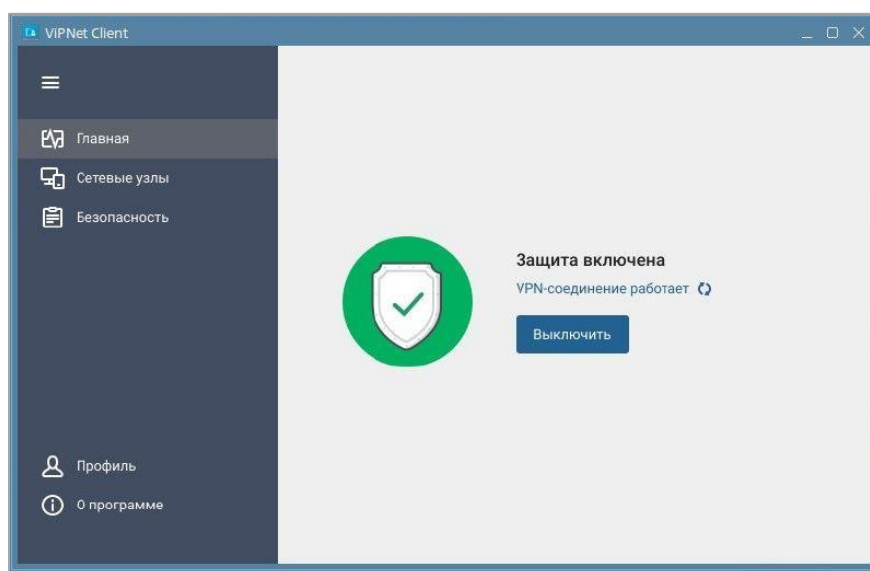 ViPNet Client
Главная
Сетевые узлы
Безопасность
Защита включена
VPN-соединение работает
Выключить
Профиль
О программе